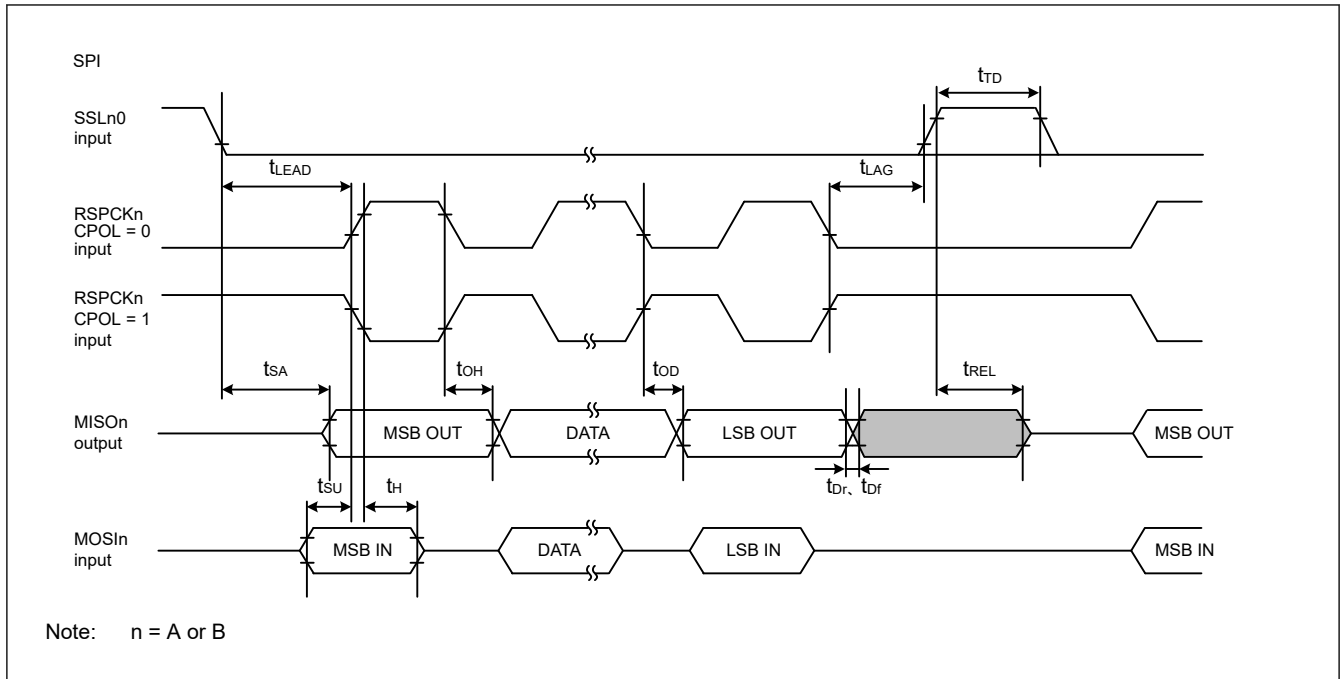 SPI
tTD
SSLn0
input
tLEAD
tLAG
RSPCKn
CPOL = 0
input
RSPCKn
CPOL = 1
input
tSA
tOH
tOD
tREL
MISOn
output
MSB OUT
DATA
LSB OUT
MSB OUT
tSU
tH
tDr、 tDf
MOSIn
input
MSB IN
DATA
LSB IN
MSB IN
Note: n = A or B